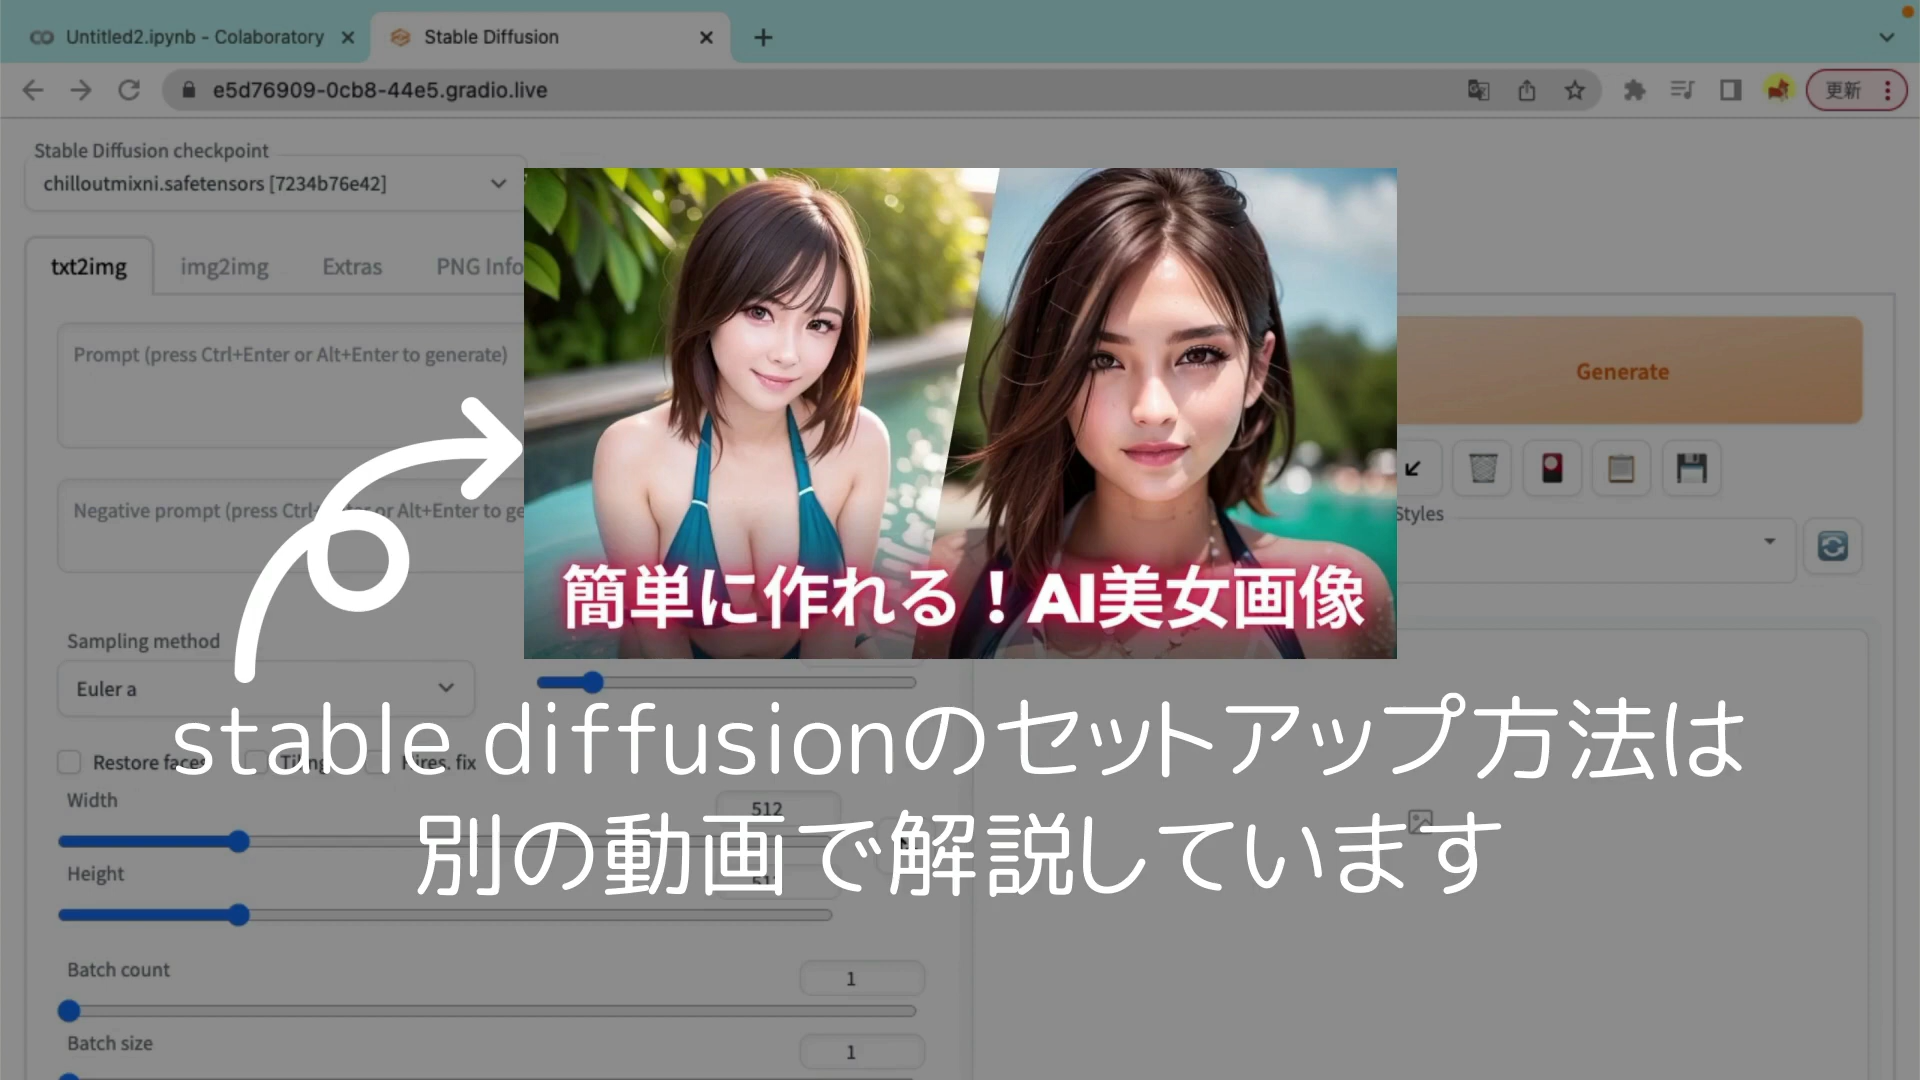 Untitled2.ipynb - Colaboratory
Stable Diffusion
e5d76909-0cb8-44e5.gradio.live
更新
Stable Diffusion checkpoint
chilloutmixni.safetensors [7234b76e42]
txt2img
img2img
Extras
PNG Info
Prompt (press Ctrl+Enter or Alt+Enter to generate)
Generate
Negative prompt (press Ctrl+Enter or Alt+Enter to ge
Styles
簡単に作れる！AI美女画像
Sampling method
Euler a
stable diffusionのセットアップ方法は
別の動画で解説しています
Restore faces
Tiling
Hires. fix
Width
512
Height
Batch count
1
Batch size
1